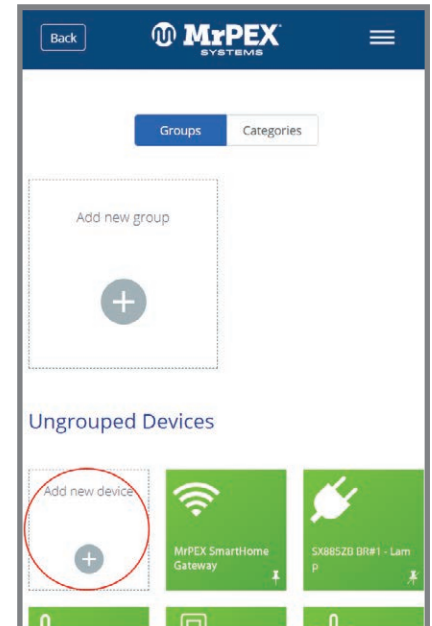 Back
MrPEX
SYSTEMS
Groups Categories
Add new group
Ungrouped Devices
Add new device
MrPEX SmartHome
Gateway
SX885ZB BR#1 - Lam
p